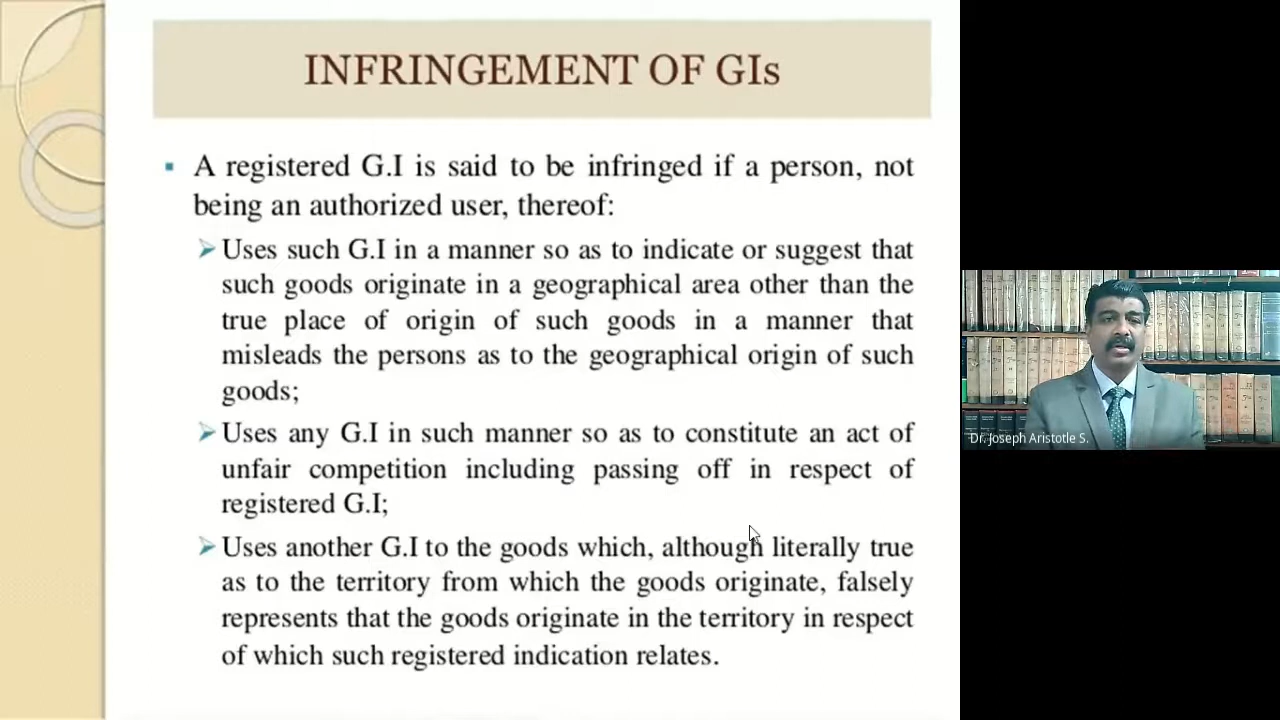 INFRINGEMENT OF GIs
A registered G.I is said to be infringed if a person, not
being an authorized user, thereof:
Uses such G.I in a manner so as to indicate or suggest that
such goods originate in a geographical area other than the
true place of origin of such goods in a manner that
misleads the persons as to the geographical origin of such
goods;
Uses any G.I in such manner so as to constitute an act of
unfair competition including passing off in respect of
registered G.I;
Uses another G.I to the goods which, although literally true
as to the territory from which the goods originate, falsely
represents that the goods originate in the territory in respect
of which such registered indication relates.
Dr. Joseph Aristotle S.